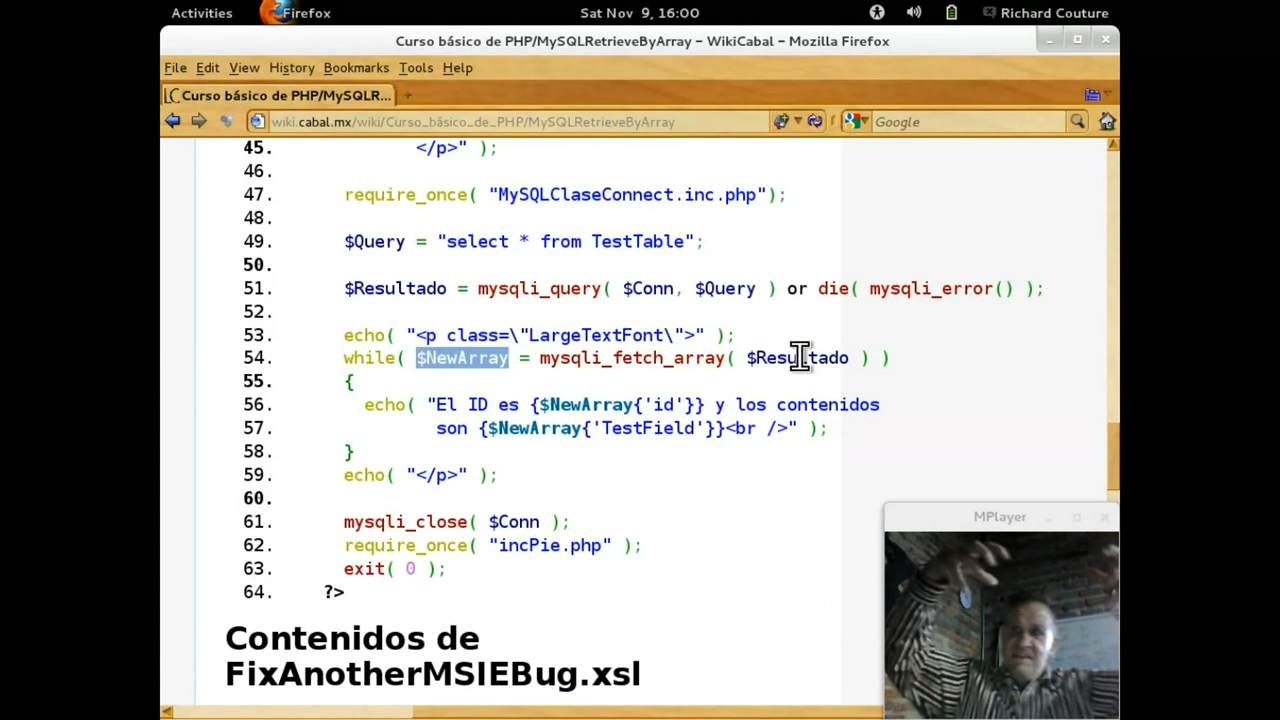 Activities Firefox Sat Nov 9, 16:00 Richard Couture
Curso básico de PHP/MySQLRetrieveByArray – WikiCabal – Mozilla Firefox
File Edit View History Bookmarks Tools Help
Curso básico de PHP/MySQLR...
wiki.cabal.mx/wiki/Curso_básico_de_PHP/MySQLRetrieveByArray Google
45. </p>" );
46.
47. require_once( "MySQLClaseConnect.inc.php");
48.
49. $Query = "select * from TestTable";
50.
51. $Resultado = mysqli_query( $Conn, $Query ) or die( mysqli_error() );
52.
53. echo( "<p class=\"LargeTextFont\">" );
54. while( $NewArray = mysqli_fetch_array( $Resultado ) )
55. {
56. echo( "El ID es {$NewArray{'id'}} y los contenidos
57. son {$NewArray{'TestField'}}<br />" );
58. }
59. echo( "</p>" );
60.
61. mysqli_close( $Conn );
62. require_once( "incPie.php" );
63. exit( 0 );
64. ?>
Contenidos de
FixAnotherMSIEBug.xsl
MPlayer